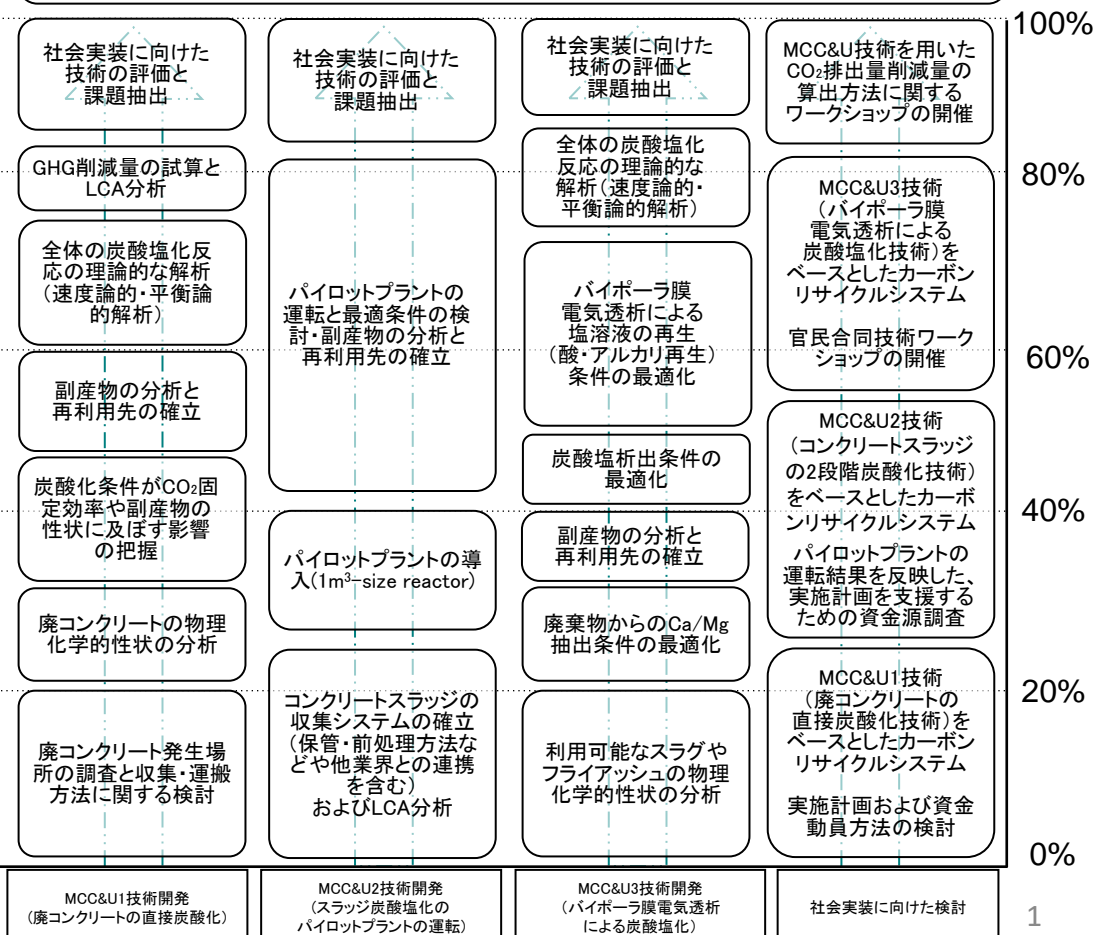 100%
社会実装に向けた
技術の評価と
課題抽出
GHG削減量の試算と
LCA分析
全体の炭酸塩化反
応の理論的な解析
（速度論的・平衡論
的解析）
副産物の分析と
再利用先の確立
炭酸化条件がCO₂固
定効率や副産物の
性状に及ぼす影響
の把握
廃コンクリートの物理
化学的性状の分析
廃コンクリート発生場
所の調査と収集・運搬
方法に関する検討
MCC&U1技術開発
（廃コンクリートの直接炭酸化）
社会実装に向けた
技術の評価と
課題抽出
パイロットプラントの
運転と最適条件の検
討・副産物の分析と
再利用先の確立
パイロットプラントの導
入(1m³-size reactor)
コンクリートスラッジの
収集システムの確立
（保管・前処理方法な
どや他業界との連携
を含む）
およびLCA分析
MCC&U2技術開発
（スラッジ炭酸塩化の
パイロットプラントの運転）
社会実装に向けた
技術の評価と
課題抽出
全体の炭酸塩化
反応の理論的な
解析（速度論的・
平衡論的解析）
バイポーラ膜
電気透析による
塩溶液の再生
（酸・アルカリ再生）
条件の最適化
炭酸塩析出条件の
最適化
副産物の分析と
再利用先の確立
廃棄物からのCa/Mg
抽出条件の最適化
利用可能なスラグや
フライアッシュの物理
化学的性状の分析
MCC&U3技術開発
（バイポーラ膜電気透析
による炭酸塩化）
MCC&U技術を用いた
CO₂排出量削減量の
算出方法に関する
ワークショップの開催
MCC&U3技術
（バイポーラ膜
電気透析による
炭酸塩化技術）を
ベースとしたカーボン
リサイクルシステム
官民合同技術ワーク
ショップの開催
MCC&U2技術
（コンクリートスラッジ
の2段階炭酸化技術）
をベースとしたカーボ
ンリサイクルシステム
パイロットプラントの
運転結果を反映した、
実施計画を支援する
ための資金源調査
MCC&U1技術
（廃コンクリートの
直接炭酸化技術）を
ベースとしたカーボン
リサイクルシステム
実施計画および資金
動員方法の検討
社会実装に向けた検討
80%
60%
40%
20%
0%
1